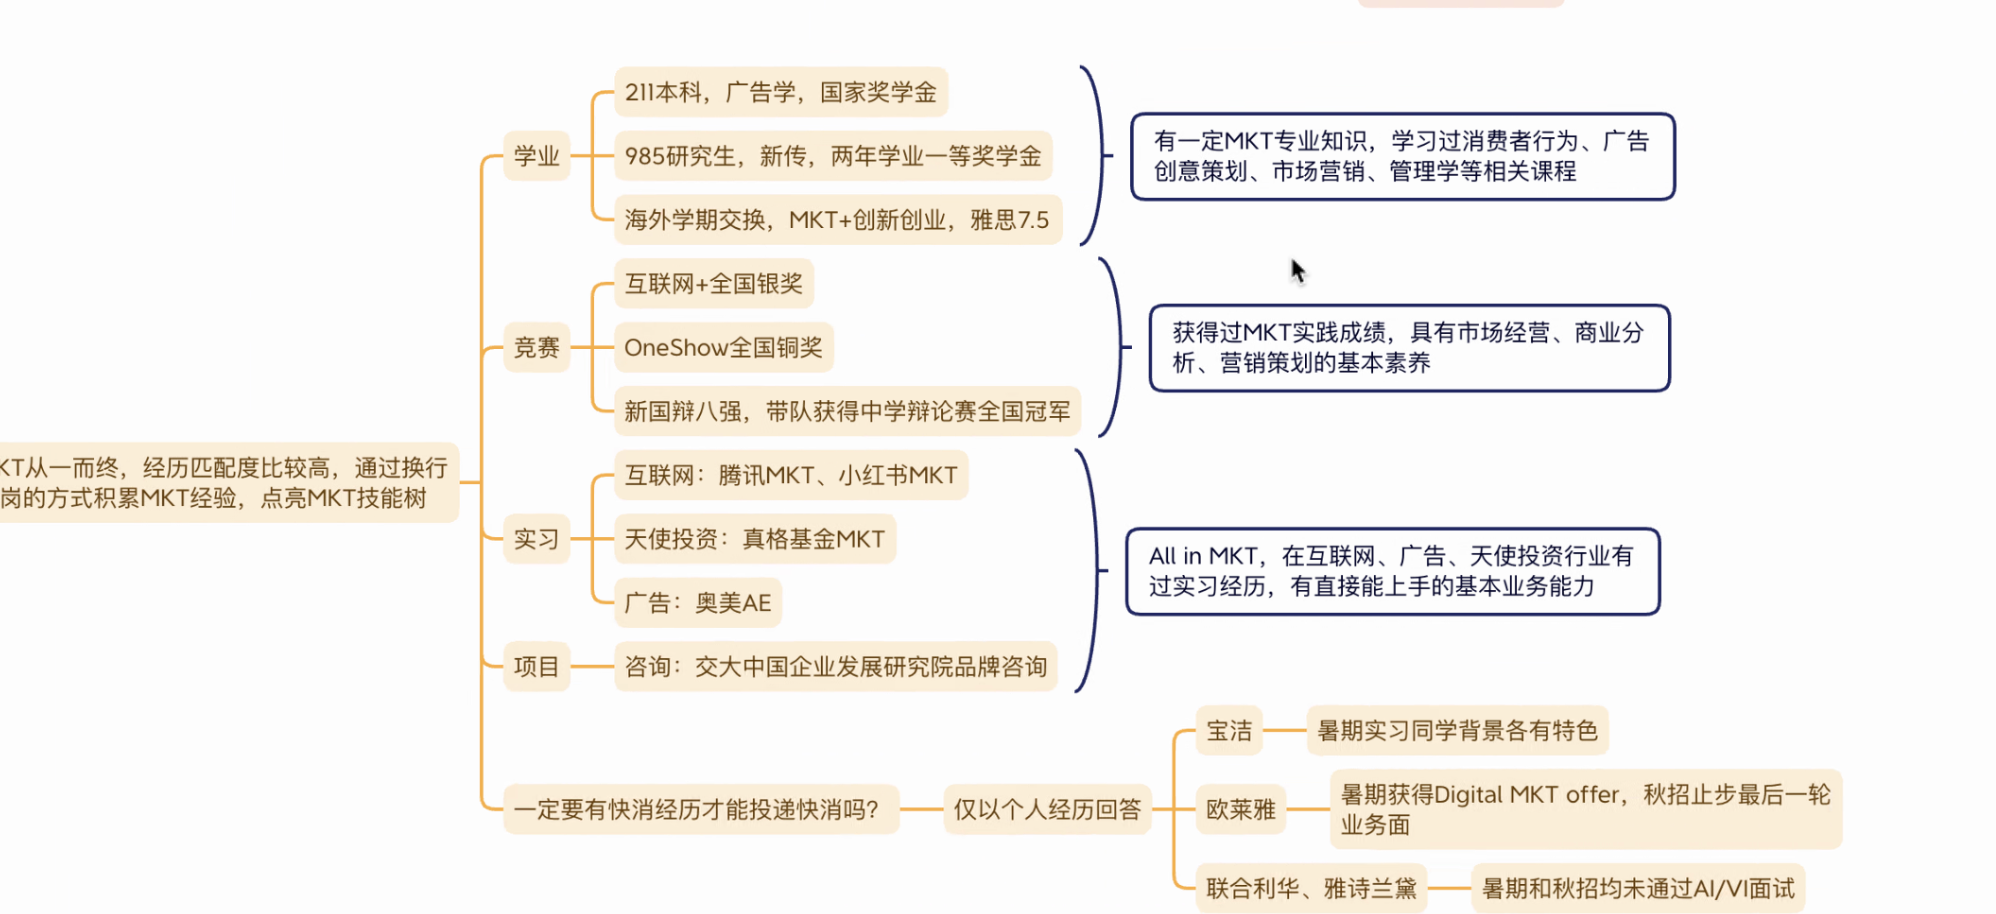 KT从一而终，经历匹配度比较高，通过换行
岗的方式积累MKT经验，点亮MKT技能树
学业
211本科，广告学，国家奖学金
985研究生，新传，两年学业一等奖学金
海外学期交换，MKT+创新创业，雅思7.5
有一定MKT专业知识，学习过消费者行为、广告
创意策划、市场营销、管理学等相关课程
竞赛
互联网+全国银奖
OneShow全国铜奖
新国辩八强，带队获得中学辩论赛全国冠军
获得过MKT实践成绩，具有市场经营、商业分
析、营销策划的基本素养
实习
互联网：腾讯MKT、小红书MKT
天使投资：真格基金MKT
广告：奥美AE
项目
咨询：交大中国企业发展研究院品牌咨询
All in MKT，在互联网、广告、天使投资行业有
过实习经历，有直接能上手的基本业务能力
一定要有快消经历才能投递快消吗？
仅以个人经历回答
宝洁
暑期实习同学背景各有特色
欧莱雅
暑期获得Digital MKT offer，秋招止步最后一轮
业务面
联合利华、雅诗兰黛
暑期和秋招均未通过AI/VI面试